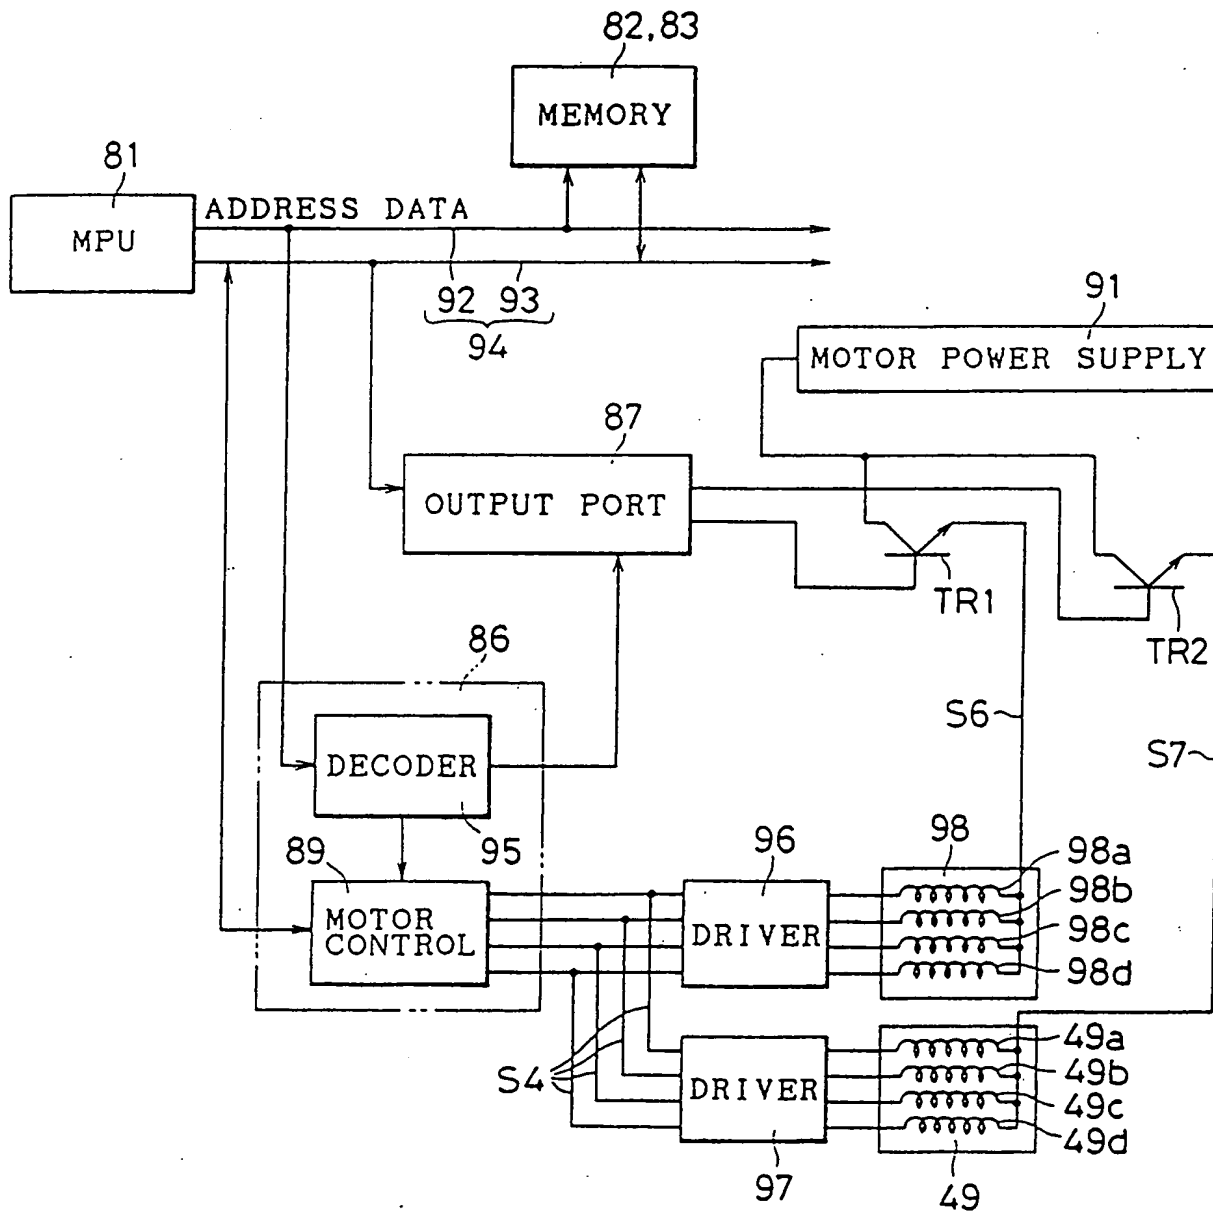 82,83
MEMORY
81
MPU
ADDRESS DATA
92 93
94
91
MOTOR POWER SUPPLY
87
OUTPUT PORT
TR1
TR2
86
S6
S7
DECODER
95
89
MOTOR
CONTROL
96
DRIVER
98
98a
98b
98c
98d
S4
DRIVER
97
49a
49b
49c
49d
49